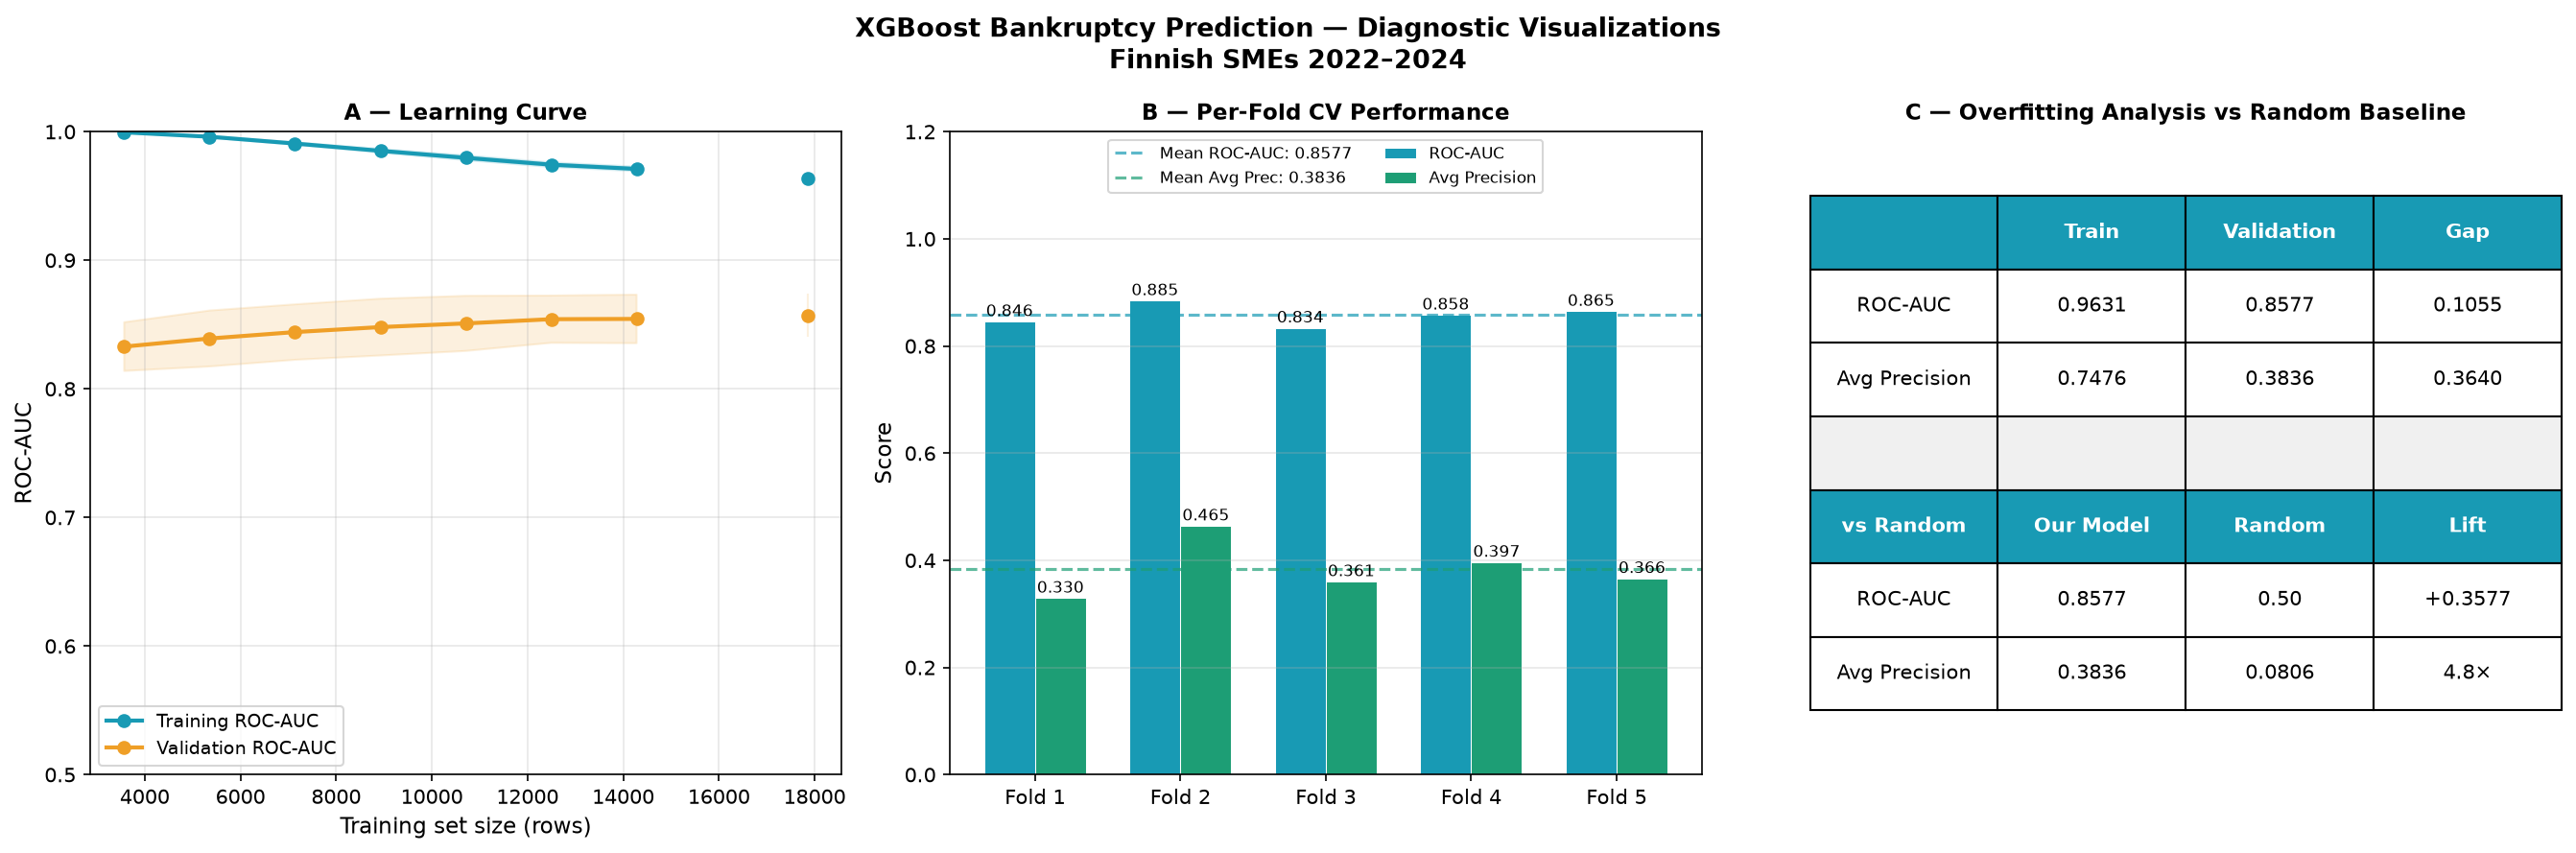 XGBoost Bankruptcy Prediction — Diagnostic Visualizations
Finnish SMEs 2022–2024
A — Learning Curve
1.0
0.9
0.8
0.7
0.6
0.5
ROC-AUC
Training ROC-AUC
Validation ROC-AUC
4000 6000 8000 10000 12000 14000 16000 18000
Training set size (rows)
B — Per-Fold CV Performance
1.2
1.0
0.8
0.6
0.4
0.2
0.0
Score
Mean ROC-AUC: 0.8577 ROC-AUC
Mean Avg Prec: 0.3836 Avg Precision
0.846 0.885 0.834 0.858 0.865
0.330 0.465 0.361 0.397 0.366
Fold 1 Fold 2 Fold 3 Fold 4 Fold 5
C — Overfitting Analysis vs Random Baseline
Train Validation Gap
ROC-AUC 0.9631 0.8577 0.1055
Avg Precision 0.7476 0.3836 0.3640
vs Random Our Model Random Lift
ROC-AUC 0.8577 0.50 +0.3577
Avg Precision 0.3836 0.0806 4.8×